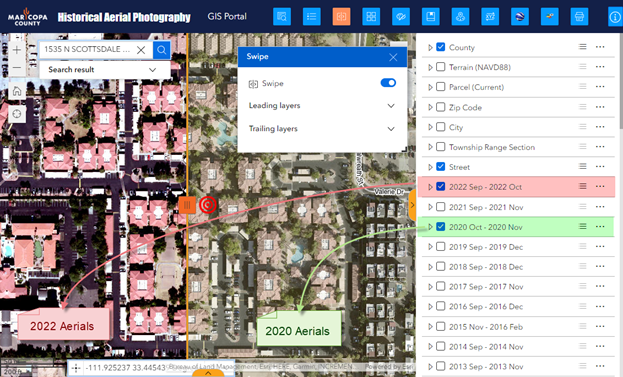 MARICOPA
COUNTY
Historical Aerial Photography
GIS Portal
1535 N SCOTTSDALE ...
Search result
Swipe
Swipe
Leading layers
Trailing layers
Valerie Dr
2022 Aerials
2020 Aerials
-111.925237 33.44543
Bureau of Land Management, Esri, HERE, Garmin, INCREMEN...
Powered by Esri
County
Terrain (NAVD88)
Parcel (Current)
Zip Code
City
Township Range Section
Street
2022 Sep - 2022 Oct
2021 Sep - 2021 Nov
2020 Oct - 2020 Nov
2019 Sep - 2019 Dec
2018 Sep - 2018 Dec
2017 Sep - 2017 Nov
2016 Sep - 2016 Dec
2015 Nov - 2016 Feb
2014 Sep - 2014 Nov
2013 Sep - 2013 Nov